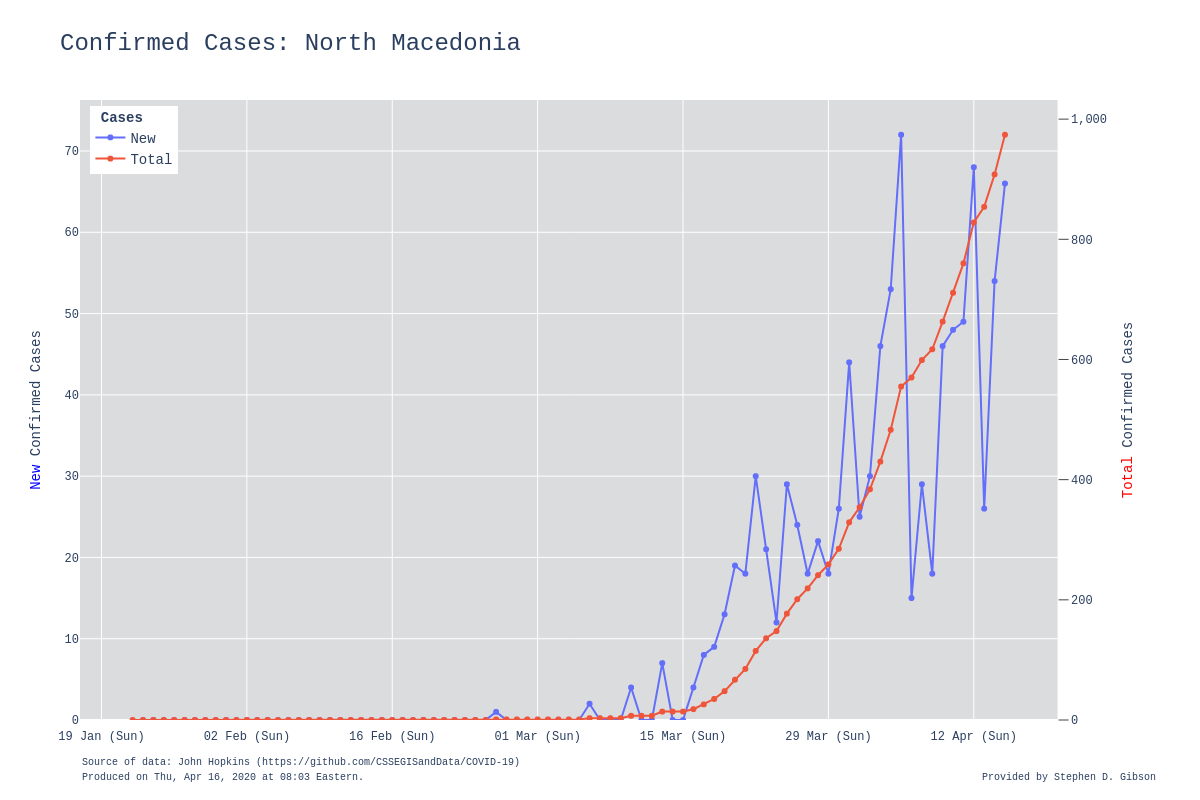 Confirmed Cases: North Macedonia
Cases
New
Total
70
60
50
40
30
20
10
0
New Confirmed Cases
1,000
800
600
400
200
0
Total Confirmed Cases
19 Jan (Sun) 02 Feb (Sun) 16 Feb (Sun) 01 Mar (Sun) 15 Mar (Sun) 29 Mar (Sun) 12 Apr (Sun)
Source of data: John Hopkins (https://github.com/CSSEGISandData/COVID-19)
Produced on Thu, Apr 16, 2020 at 08:03 Eastern.
Provided by Stephen D. Gibson